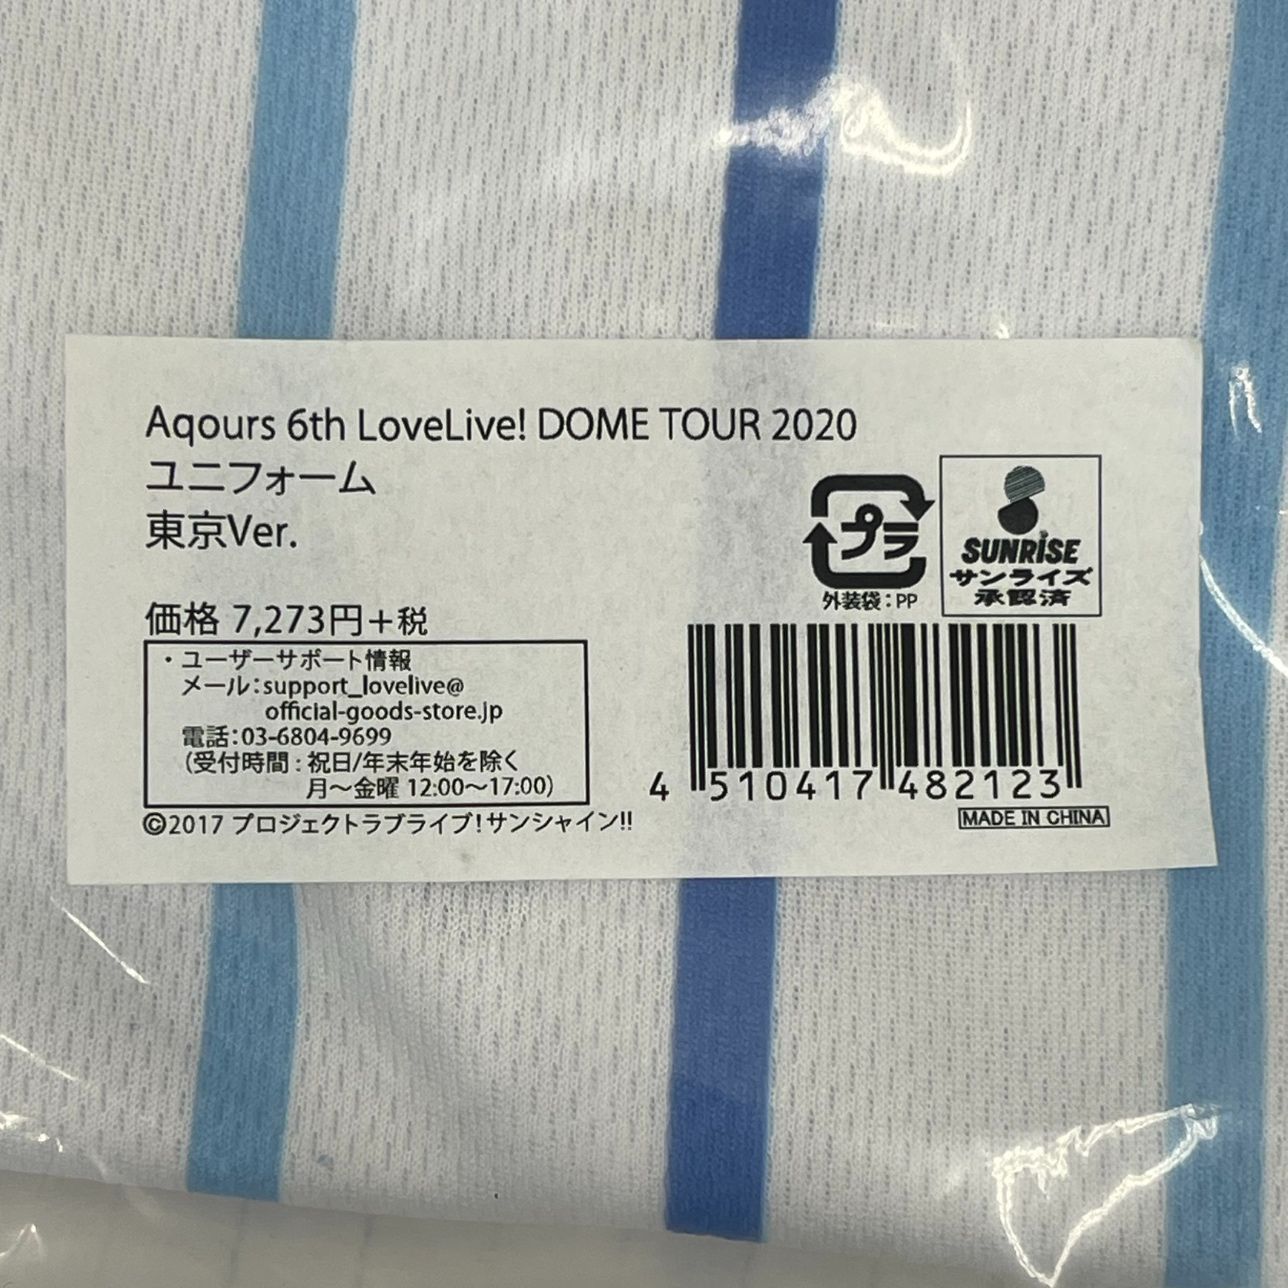 Aqours 6th LoveLive! DOME TOUR 2020
ユニフォーム
東京Ver.
プラ
外装袋：PP
SUNRiSE
サンライズ
承認済
価格 7,273円+税
・ユーザーサポート情報
メール：support_lovelive@
official-goods-store.jp
電話：03-6804-9699
（受付時間：祝日/年末年始を除く
月〜金曜 12:00〜17:00）
4 510417 482123
©2017 プロジェクトラブライブ！サンシャイン!!
MADE IN CHINA